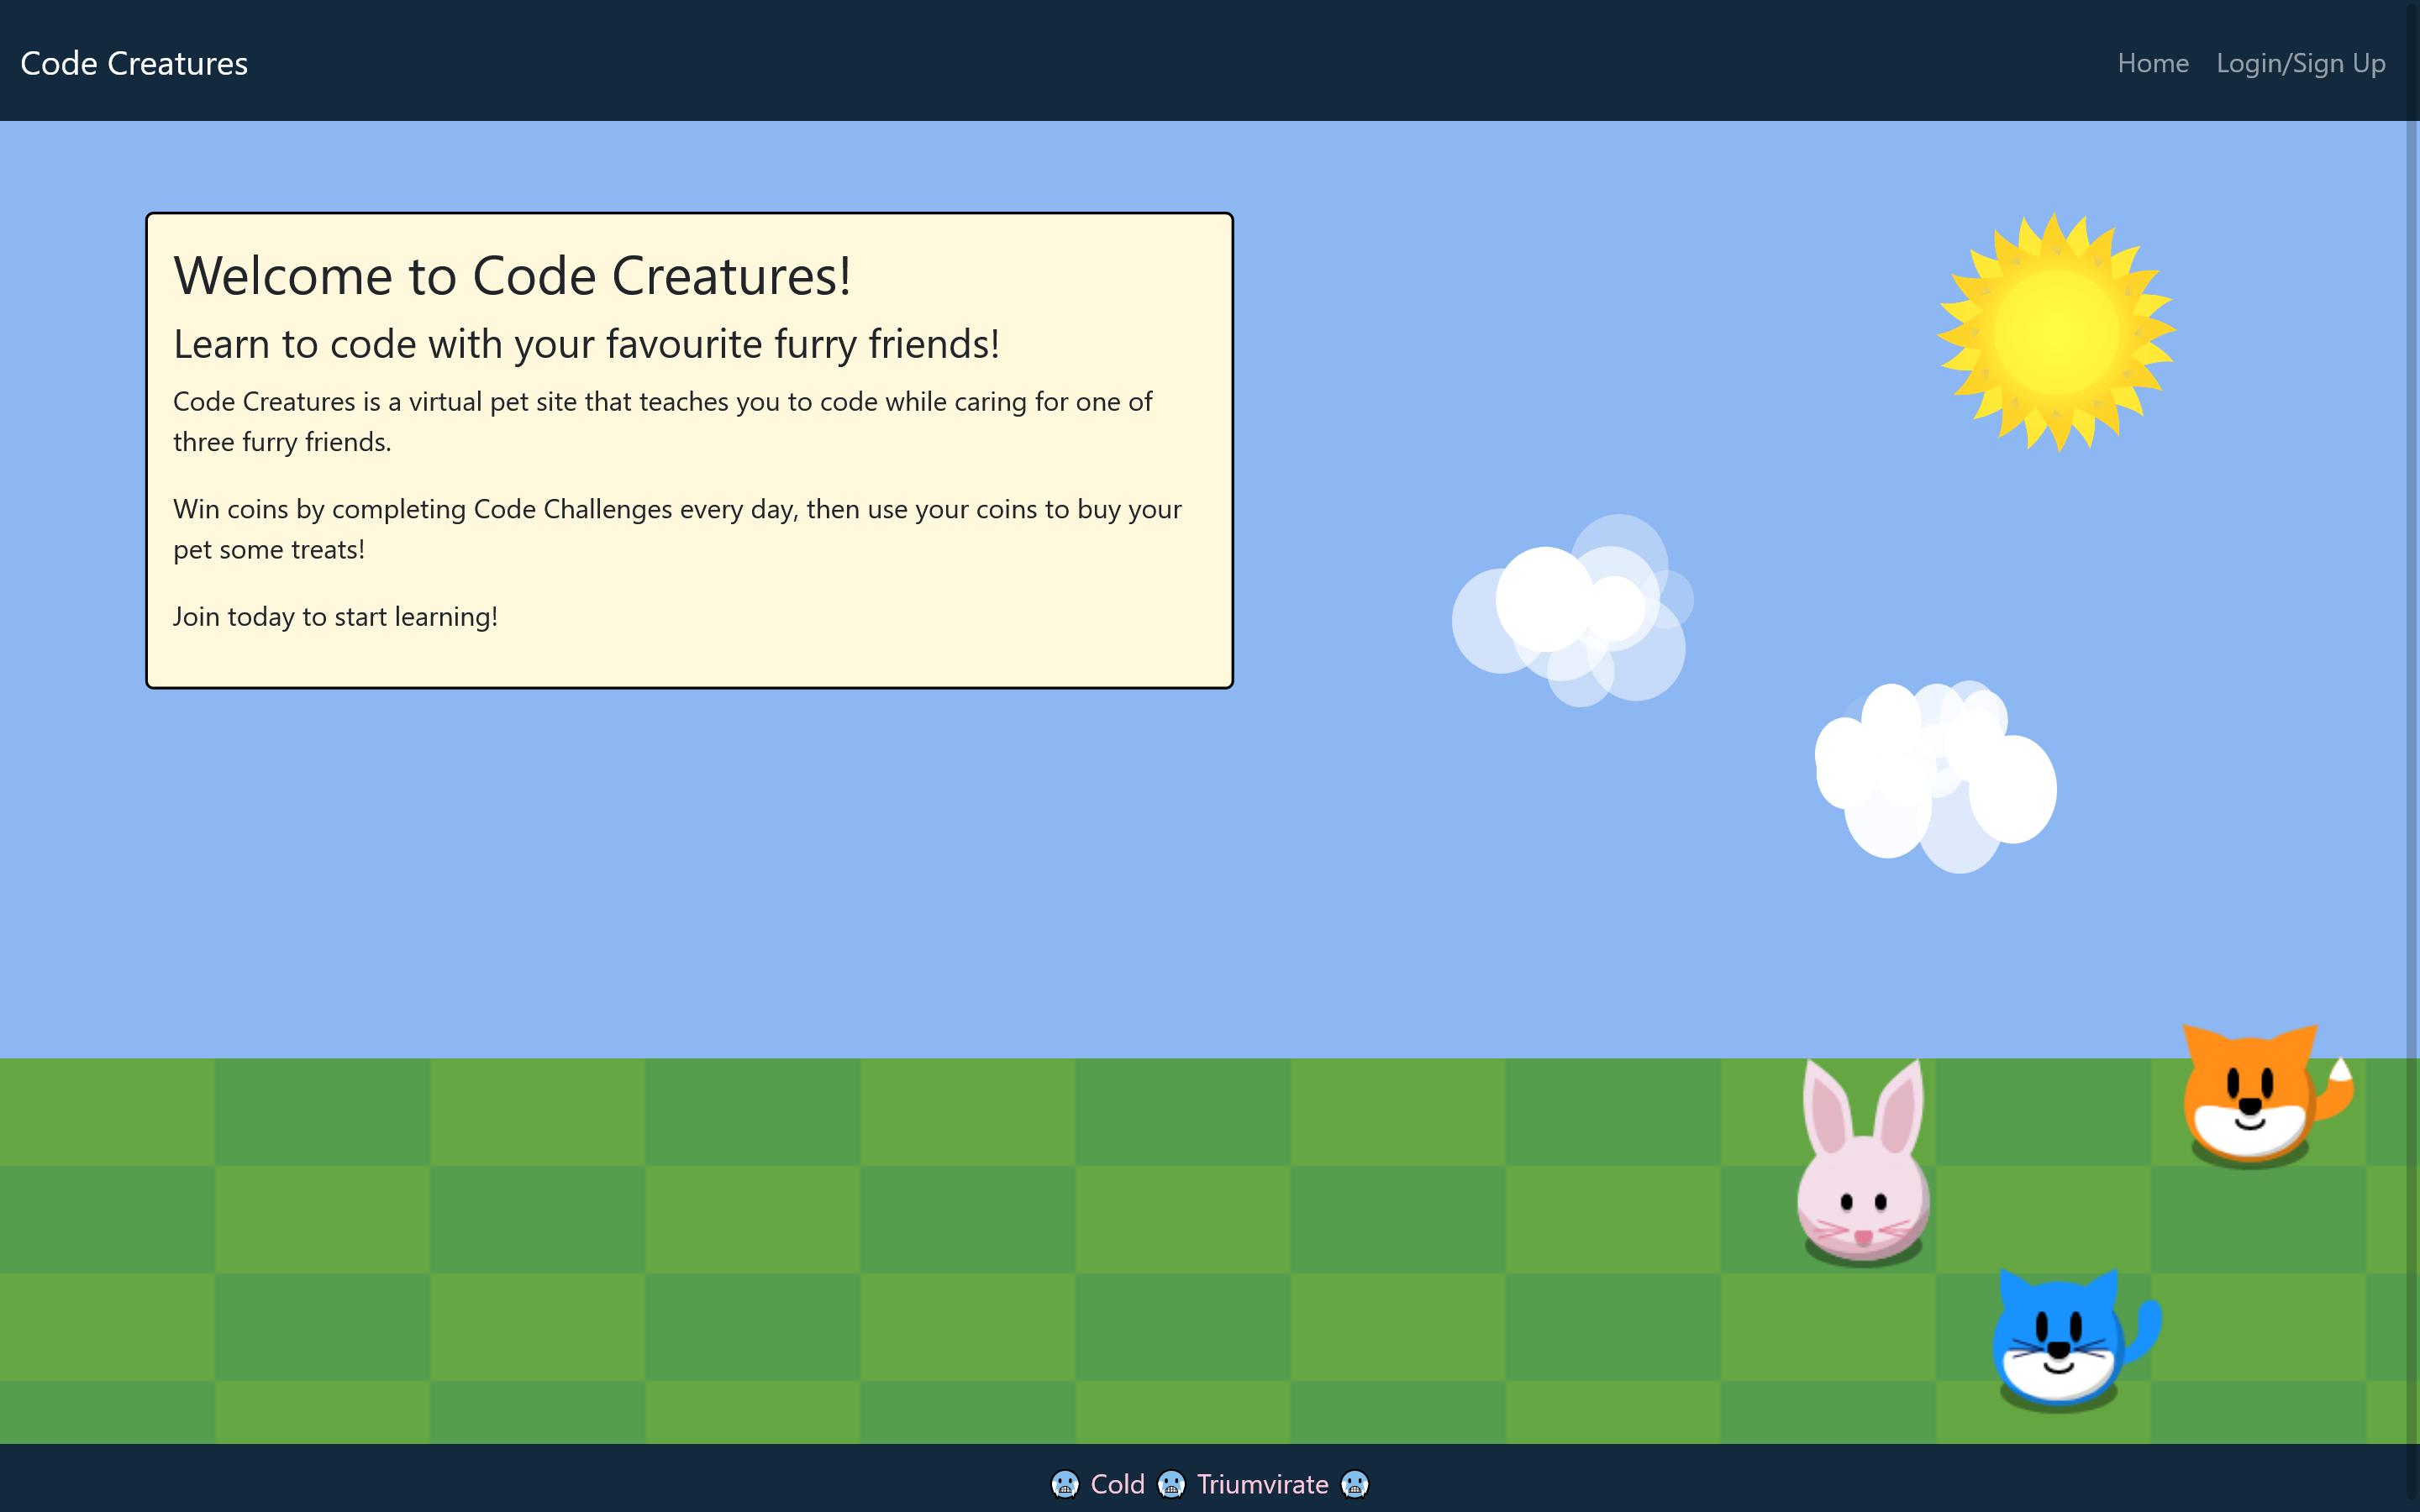 Code Creatures
Home Login/Sign Up
Welcome to Code Creatures!
Learn to code with your favourite furry friends!
Code Creatures is a virtual pet site that teaches you to code while caring for one of
three furry friends.
Win coins by completing Code Challenges every day, then use your coins to buy your
pet some treats!
Join today to start learning!
🥶 Cold 🥶 Triumvirate 🥶